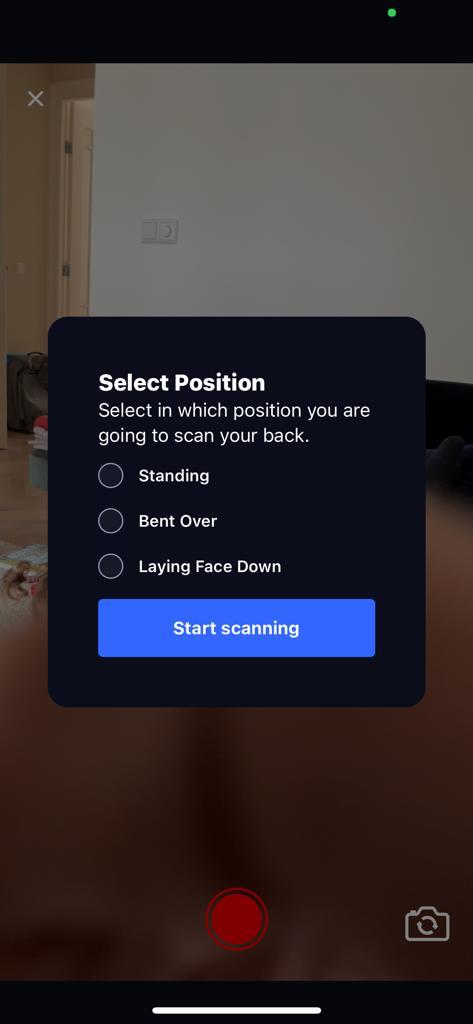 Select Position
Select in which position you are
going to scan your back.
Standing
Bent Over
Laying Face Down
Start scanning